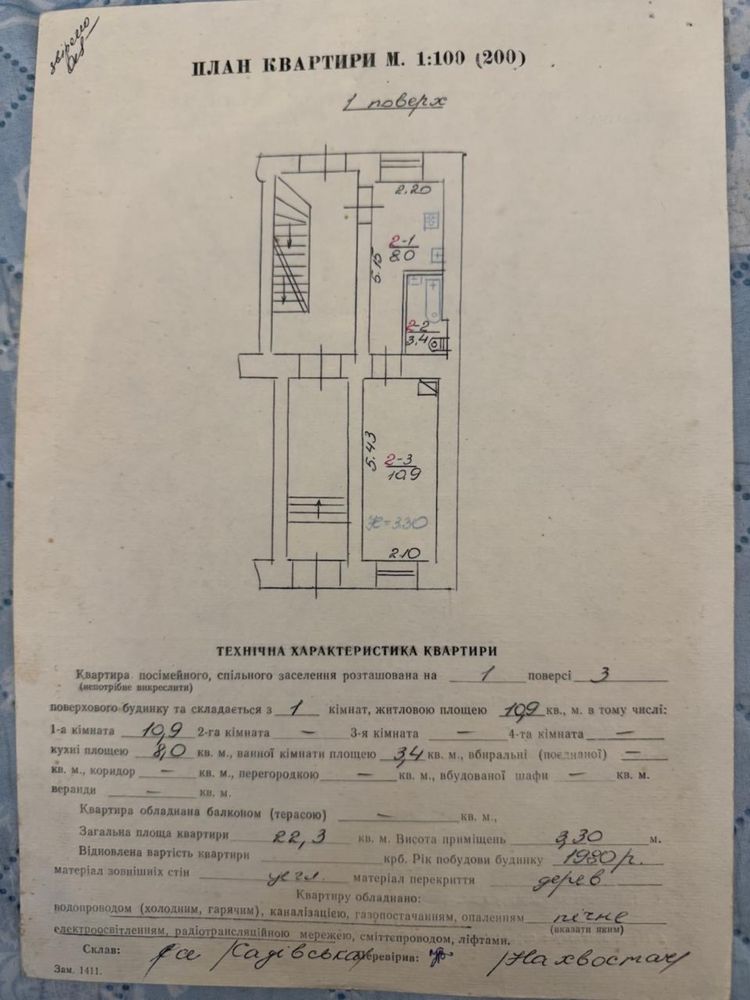 звірено
ПЛАН КВАРТИРИ М. 1:100 (200)
1 поверх
2.20
2-1
8.0
5.15
2-2
3,4
5.43
2-3
10,9
H=3.30
2.10
ТЕХНІЧНА ХАРАКТЕРИСТИКА КВАРТИРИ
Квартира посімейного, спільного заселення розташована на 1 поверсі 3
(непотрібне викреслити)
поверхового будинку та складається з 1 кімнат, житловою площею 10,9 кв., м. в тому числі:
1-а кімната 10,9 2-га кімната — 3-я кімната — 4-та кімната —
кухні площею 8,0 кв. м., ванної кімнати площею 3,4 кв. м., вбиральні (поєднаної) —
кв. м., коридор — кв. м., перегородкою — кв. м., вбудованої шафи — кв. м.
веранди — кв. м.
Квартира обладнана балконом (терасою) — кв. м.,
Загальна площа квартири 22,3 кв. м. Висота приміщень 3,30 м.
Відновлена вартість квартири крб. Рік побудови будинку 1980 р.
матеріал зовнішніх стін цегл. матеріал перекриття дерев.
Квартиру обладнано:
водопроводом (холодним, гарячим), каналізацією, газопостачанням, опаленням пічне
(вказати яким)
електроосвітленням, радіотрансляційною мережею, сміттєпроводом, ліфтами.
Склав: Садівська Перевірив: Нахвостач
Зам. 1411.